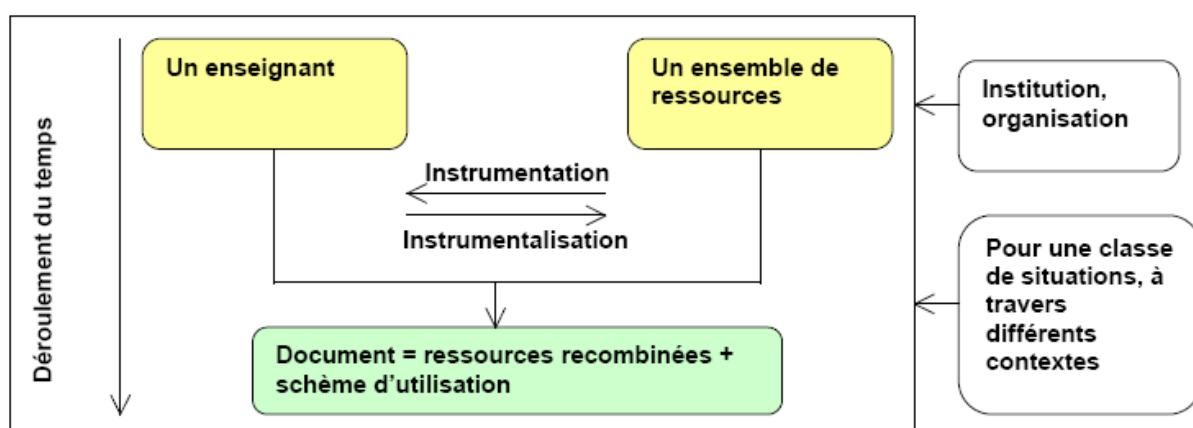 Déroulement du temps
Un enseignant
Un ensemble de
ressources
Institution,
organisation
Instrumentation
Instrumentalisation
Pour une classe
de situations, à
travers
différents
contextes
Document = ressources recombinées +
schème d'utilisation